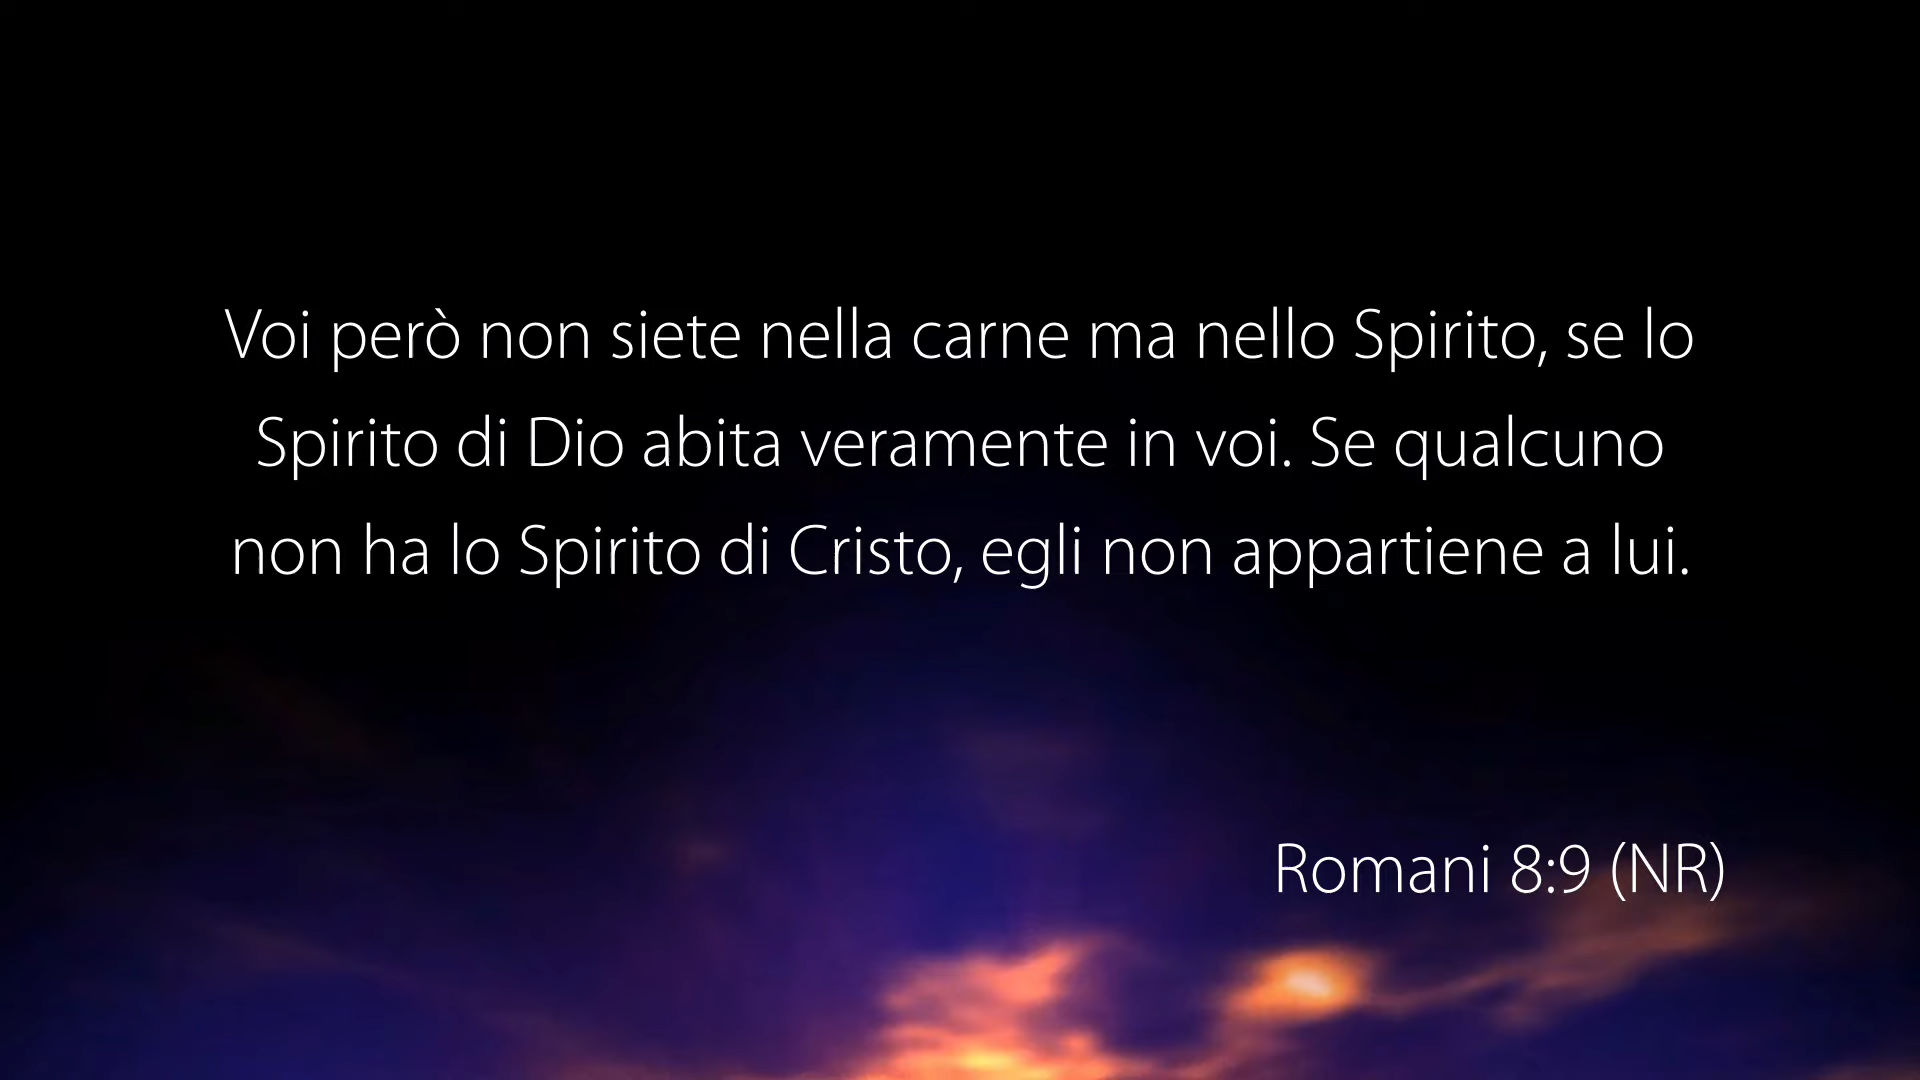 Voi però non siete nella carne ma nello Spirito, se lo
Spirito di Dio abita veramente in voi. Se qualcuno
non ha lo Spirito di Cristo, egli non appartiene a lui.
Romani 8:9 (NR)